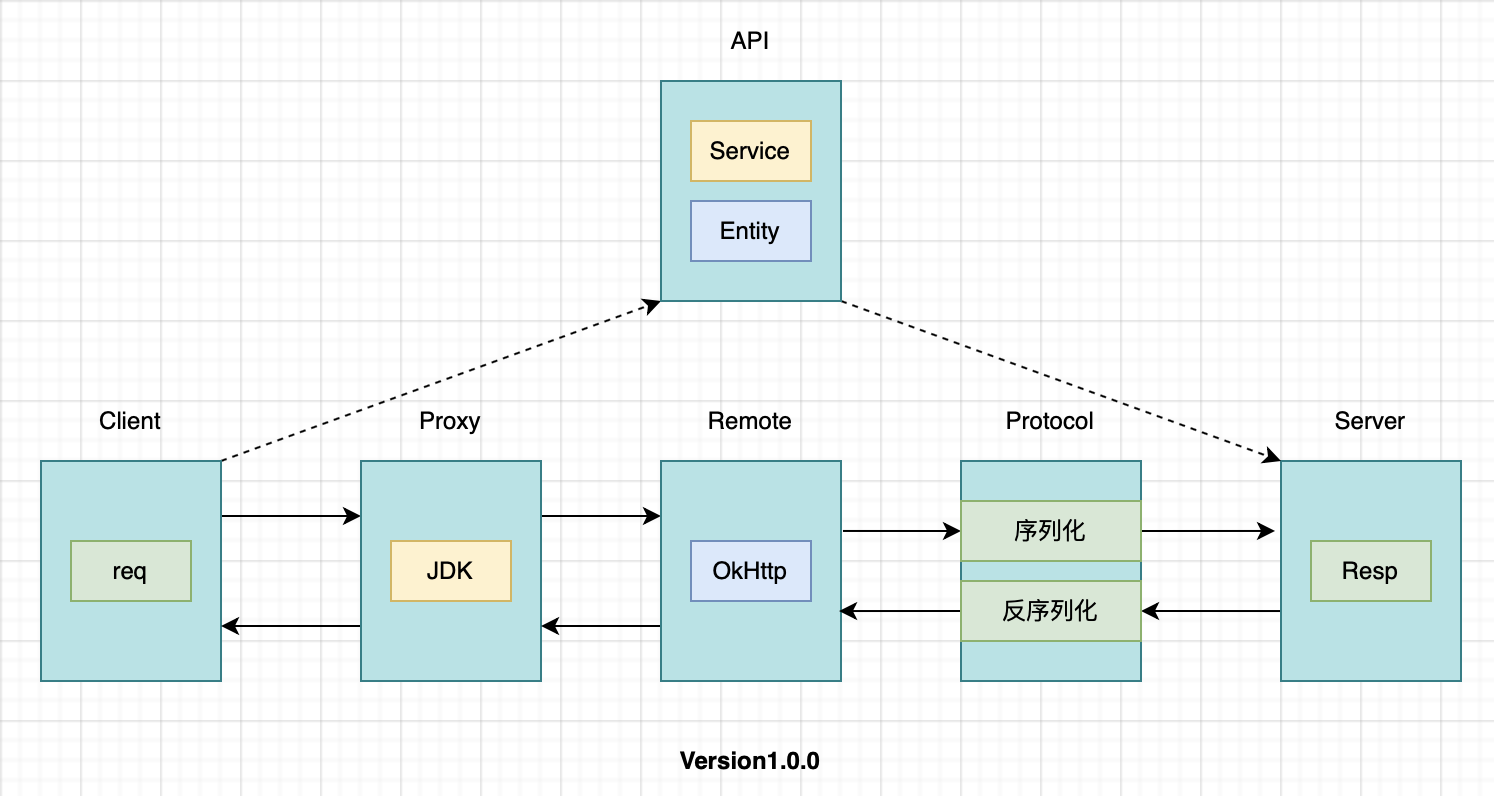 API
Service
Entity
Client
Proxy
Remote
Protocol
Server
req
JDK
OkHttp
序列化
反序列化
Resp
Version1.0.0